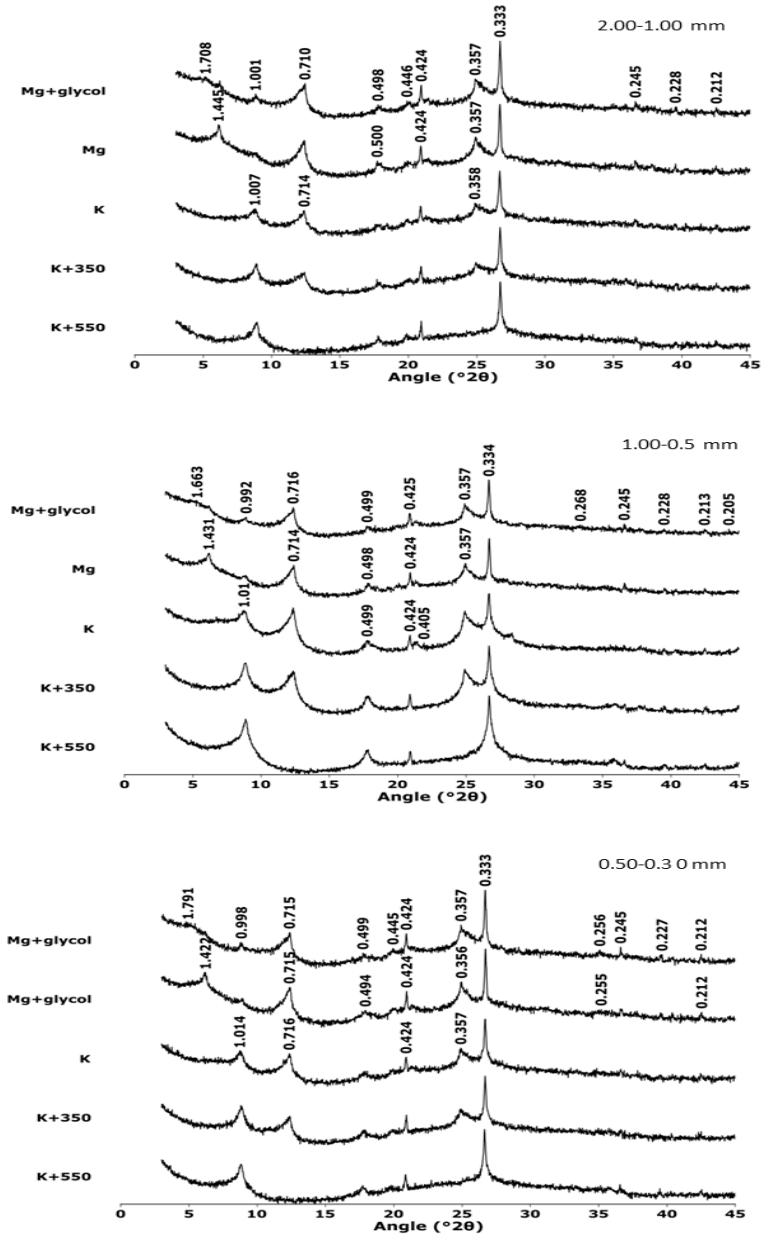 2.00-1.00 mm
0.333
1.708
1.001
0.710
0.498
0.446
0.424
0.357
0.245
0.228
0.212
Mg+glycol
1.445
0.500
0.424
0.357
Mg
1.007
0.714
0.358
K
K+350
K+550
0 5 10 15 20 25 30 35 40 45
Angle (°2θ)
1.00-0.5 mm
0.334
1.663
0.992
0.716
0.499
0.425
0.357
0.268
0.245
0.228
0.213
0.205
Mg+glycol
1.431
0.714
0.498
0.424
0.357
Mg
1.01
0.499
0.424
0.405
K
K+350
K+550
0 5 10 15 20 25 30 35 40 45
Angle (°2θ)
0.50-0.3 0 mm
0.333
1.791
0.998
0.715
0.499
0.445
0.424
0.357
0.256
0.245
0.227
0.212
Mg+glycol
1.422
0.715
0.494
0.424
0.356
0.255
0.212
Mg+glycol
1.014
0.716
0.424
0.357
K
K+350
K+550
0 5 10 15 20 25 30 35 40 45
Angle (°2θ)